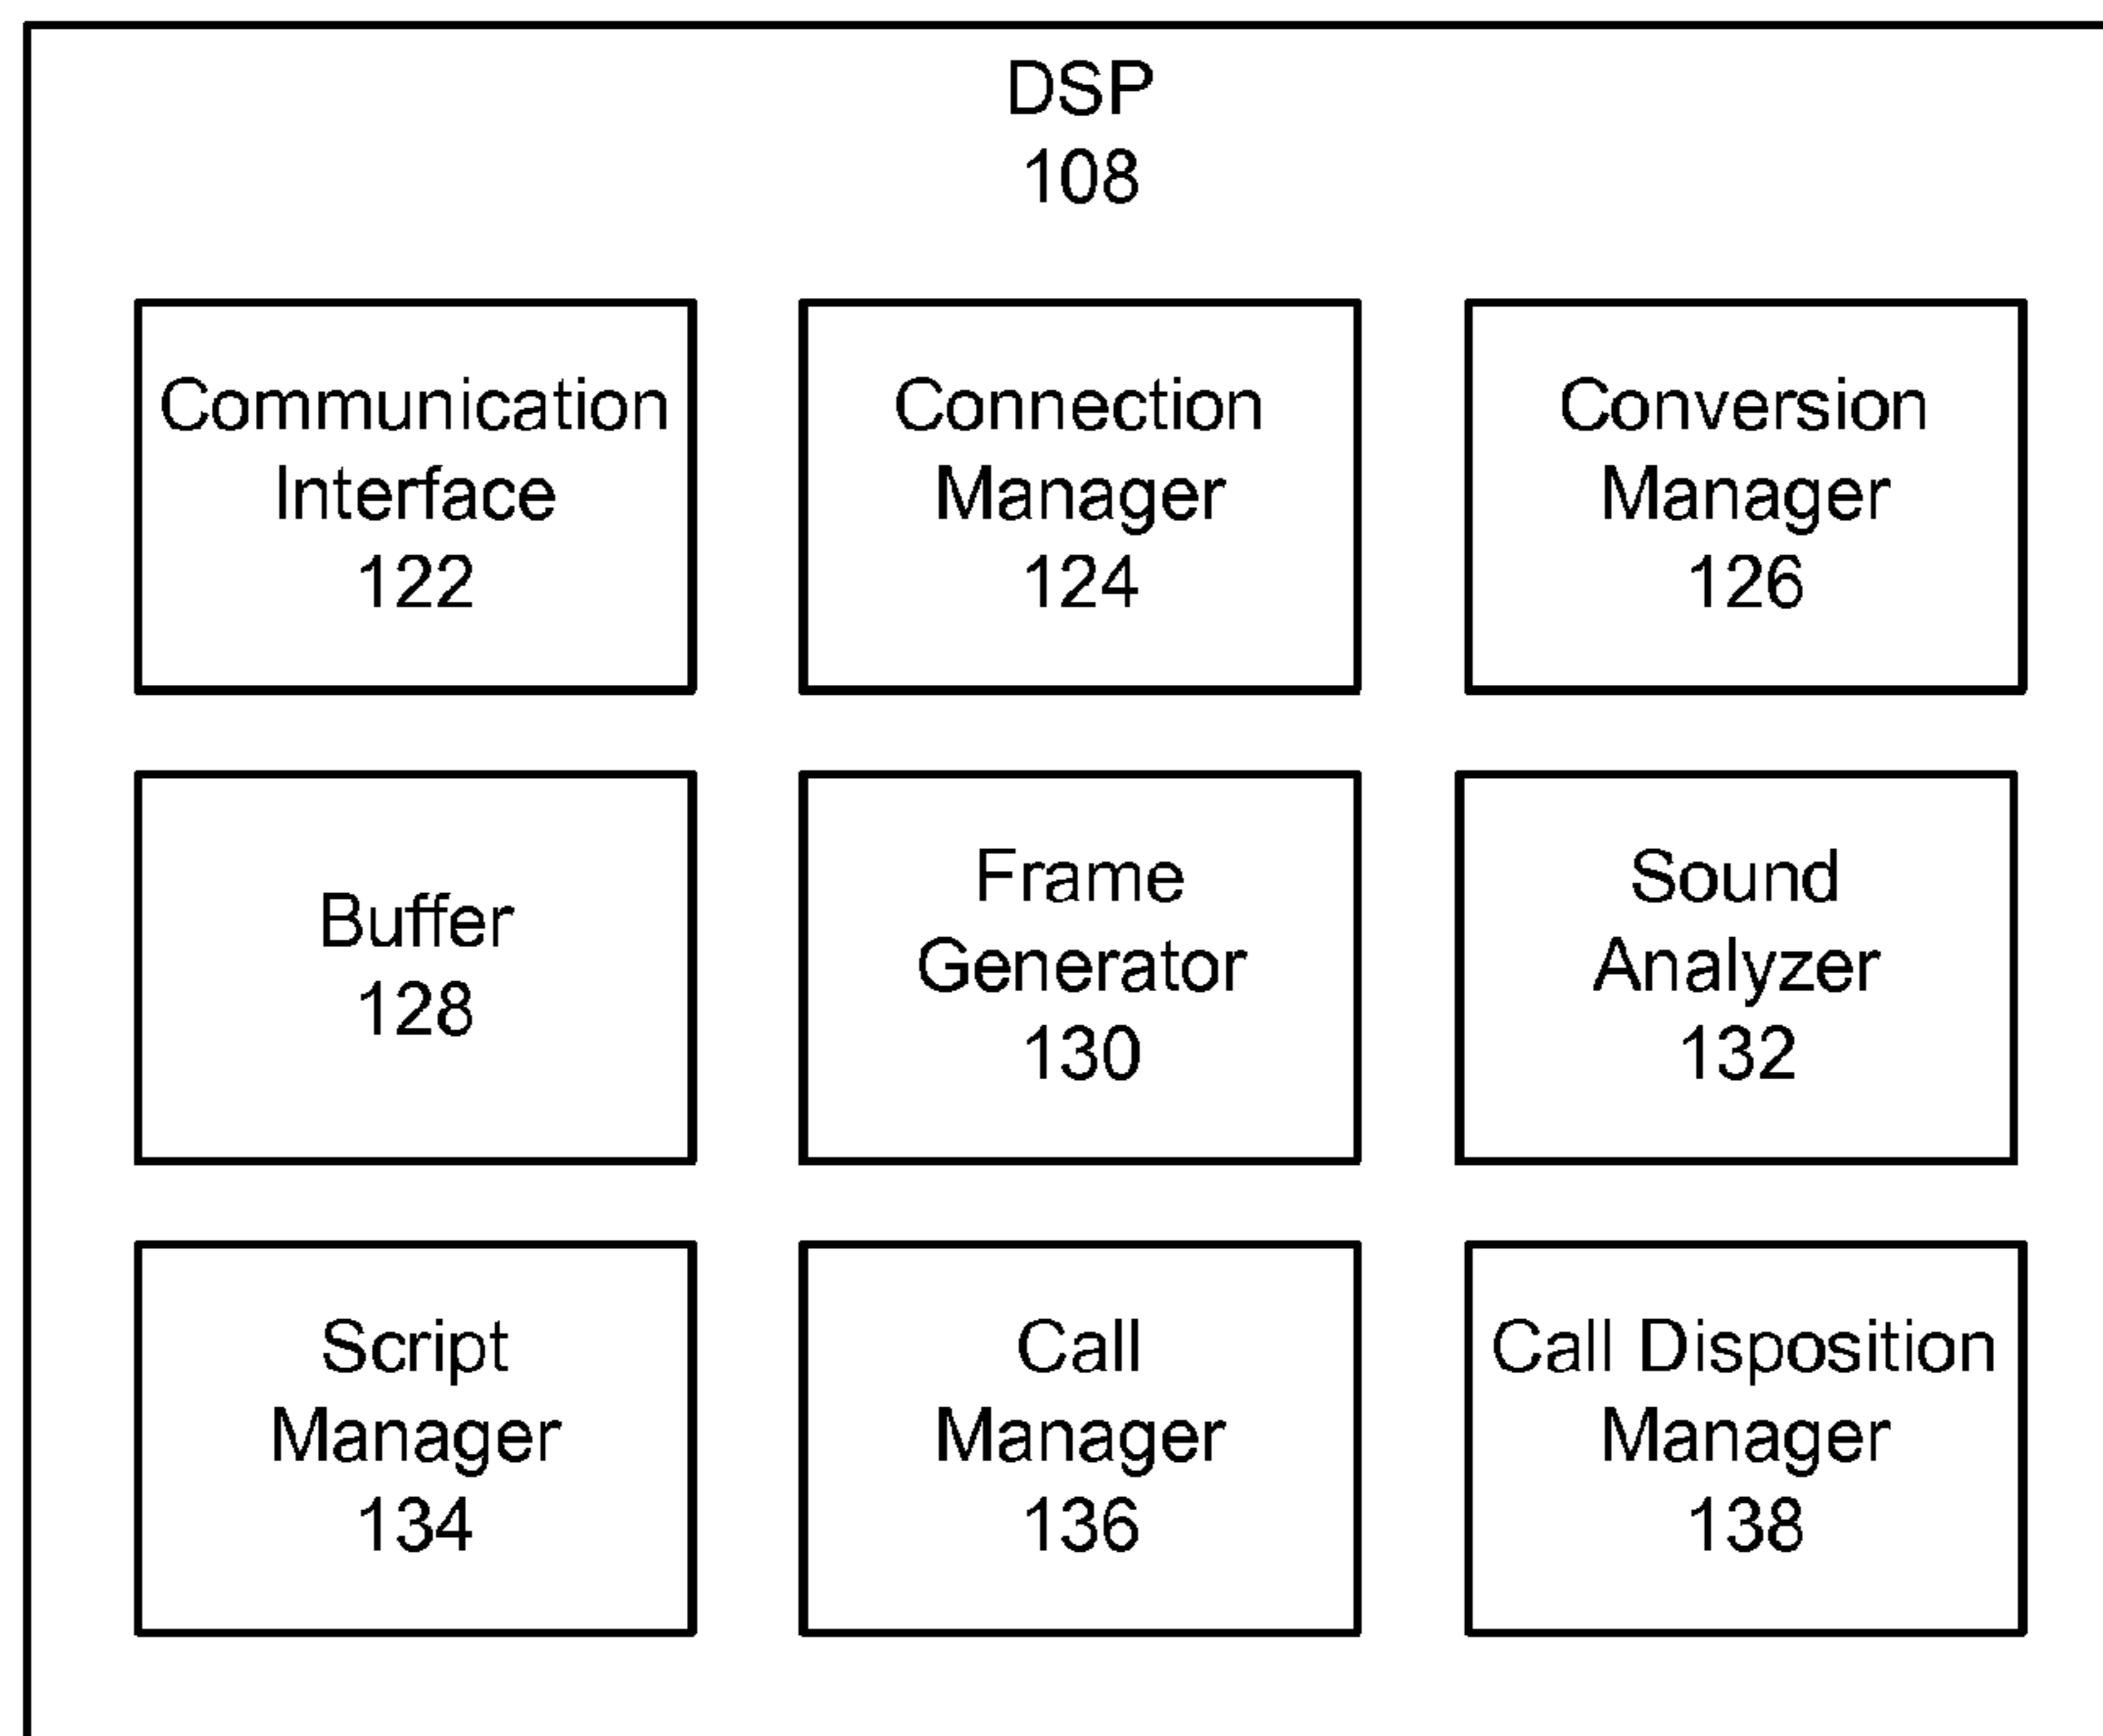 DSP
108
Communication
Interface
122
Connection
Manager
124
Conversion
Manager
126
Buffer
128
Frame
Generator
130
Sound
Analyzer
132
Script
Manager
134
Call
Manager
136
Call Disposition
Manager
138